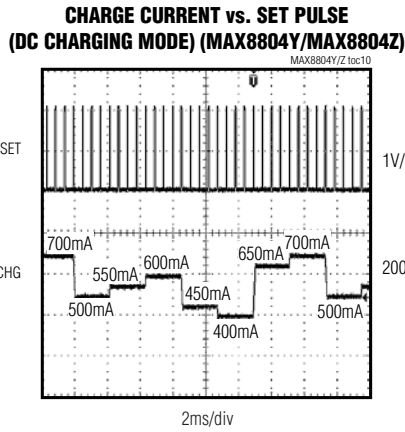 CHARGE CURRENT vs. SET PULSE
(DC CHARGING MODE) (MAX8804Y/MAX8804Z)
MAX8804Y/Z toc10
T
SET
1V/
700mA
500mA
550mA
600mA
450mA
400mA
650mA
700mA
500mA
CHG
200
2ms/div